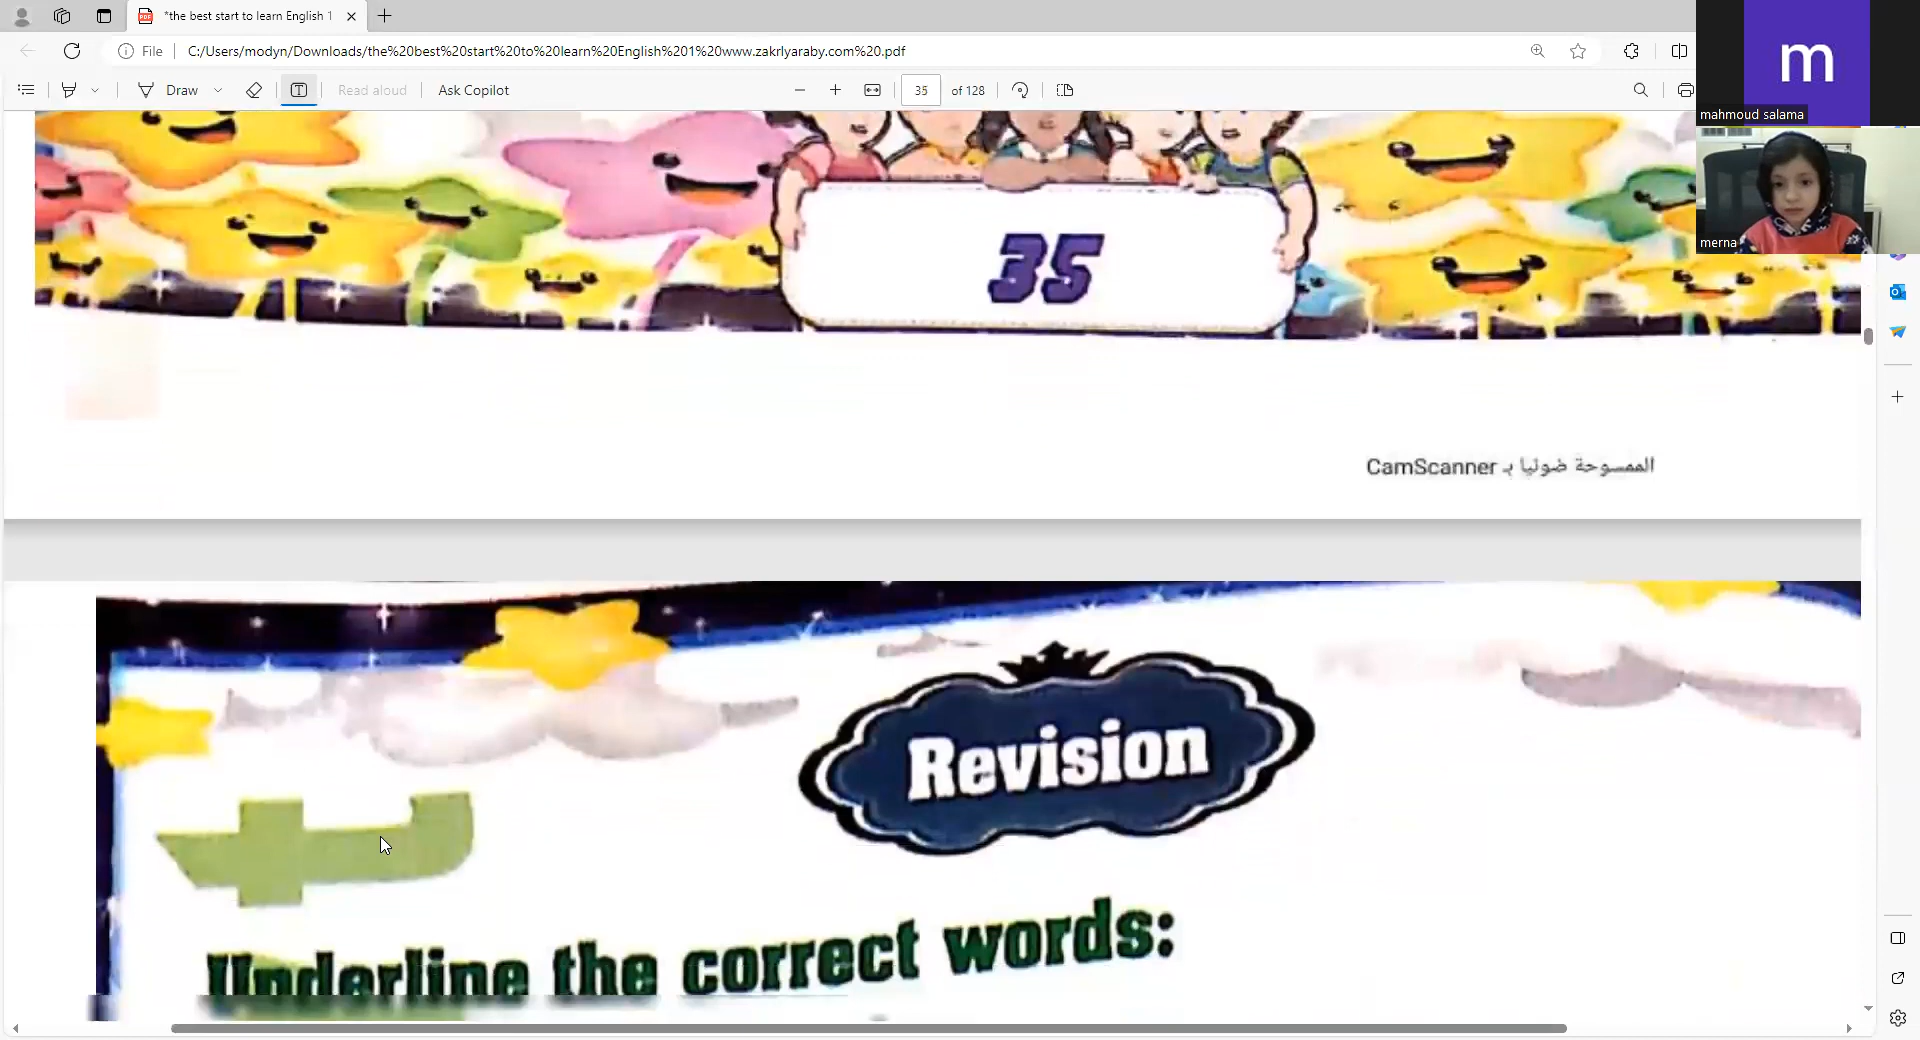 *the best start to learn English 1
File
C:/Users/modyn/Downloads/the%20best%20start%20to%20learn%20English%201%20www.zakrlyaraby.com%20.pdf
Draw
Read aloud
Ask Copilot
35
of 128
m
mahmoud salama
merna
35
الممسوحة ضوئيا بـ CamScanner
Revision
Underline the correct words: